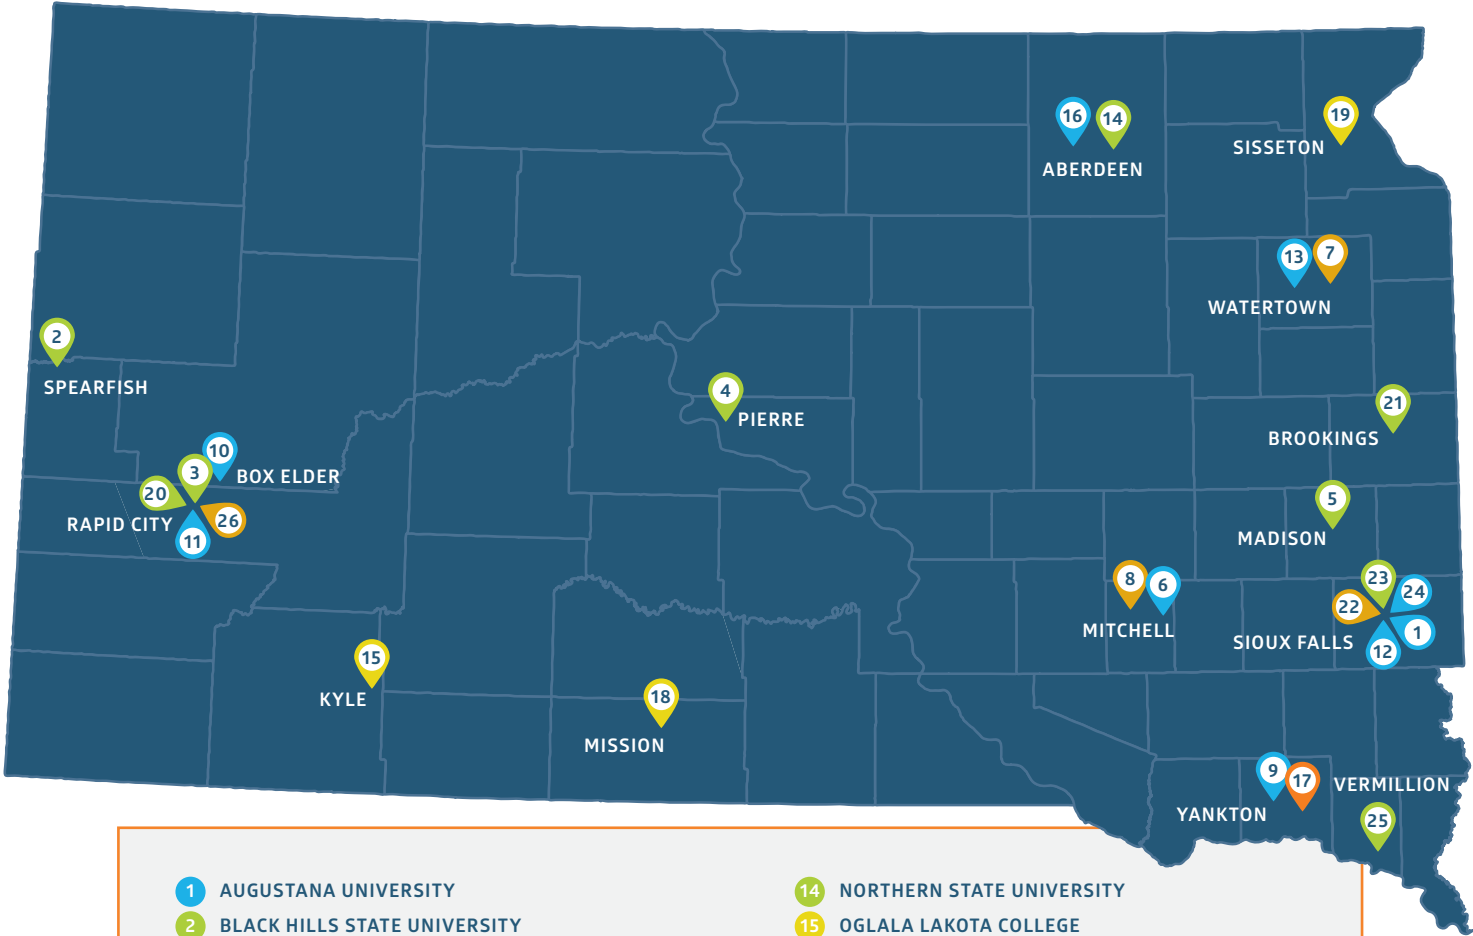 16 14
ABERDEEN
19
SISSETON
13 7
WATERTOWN
2
SPEARFISH
4
PIERRE
21
BROOKINGS
10
BOX ELDER
3
20
RAPID CITY
26
11
5
MADISON
8 6
MITCHELL
23
24
22
SIOUX FALLS
1
12
15
KYLE
18
MISSION
9 17
YANKTON
VERMILLION
25
1 AUGUSTANA UNIVERSITY
2 BLACK HILLS STATE UNIVERSITY
14 NORTHERN STATE UNIVERSITY
15 OGLALA LAKOTA COLLEGE